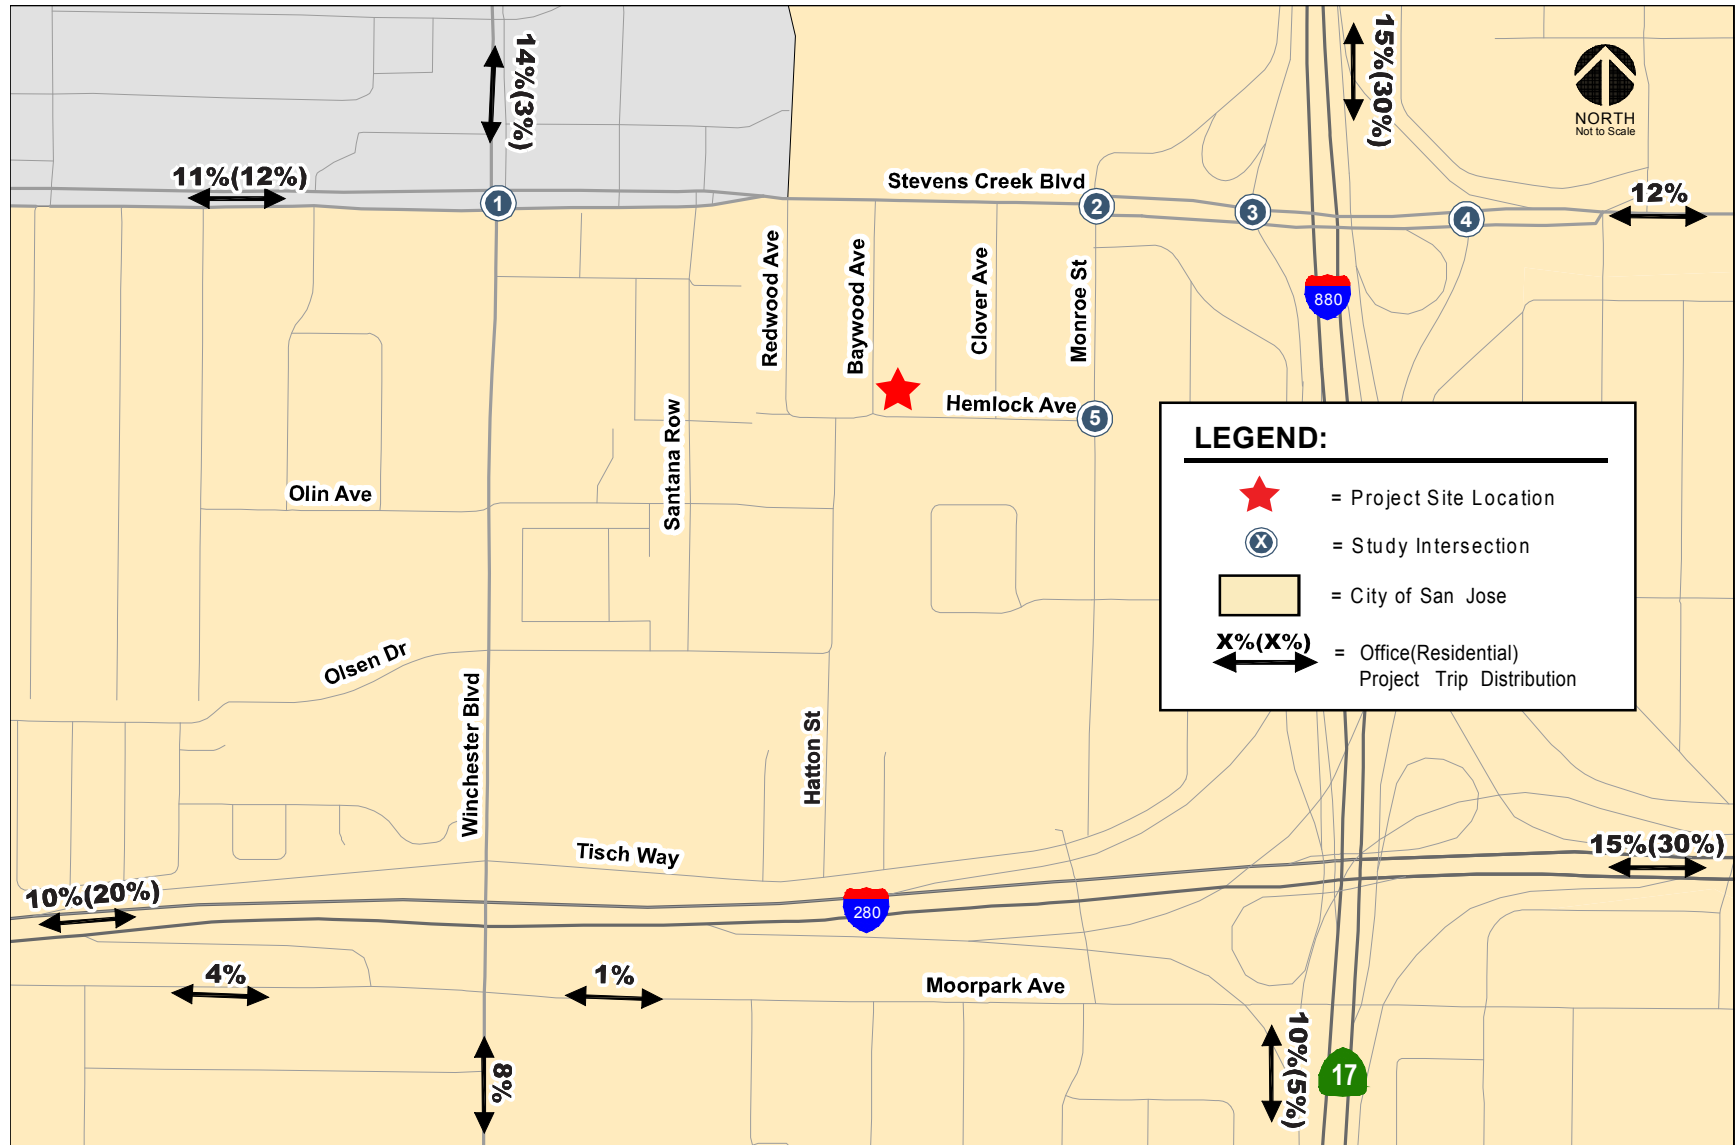 14%(3%)
15%(30%)
NORTH
Not to Scale
11%(12%)
Stevens Creek Blvd
12%
1
2
3
4
Redwood Ave
Baywood Ave
Clover Ave
Monroe St
880
Hemlock Ave
5
Santana Row
Olin Ave
LEGEND:
= Project Site Location
X
= Study Intersection
= City of San Jose
X%(X%)
= Office(Residential)
Project Trip Distribution
Olsen Dr
Winchester Blvd
Hatton St
Tisch Way
15%(30%)
10%(20%)
280
4%
1%
Moorpark Ave
8%
10%(5%)
17